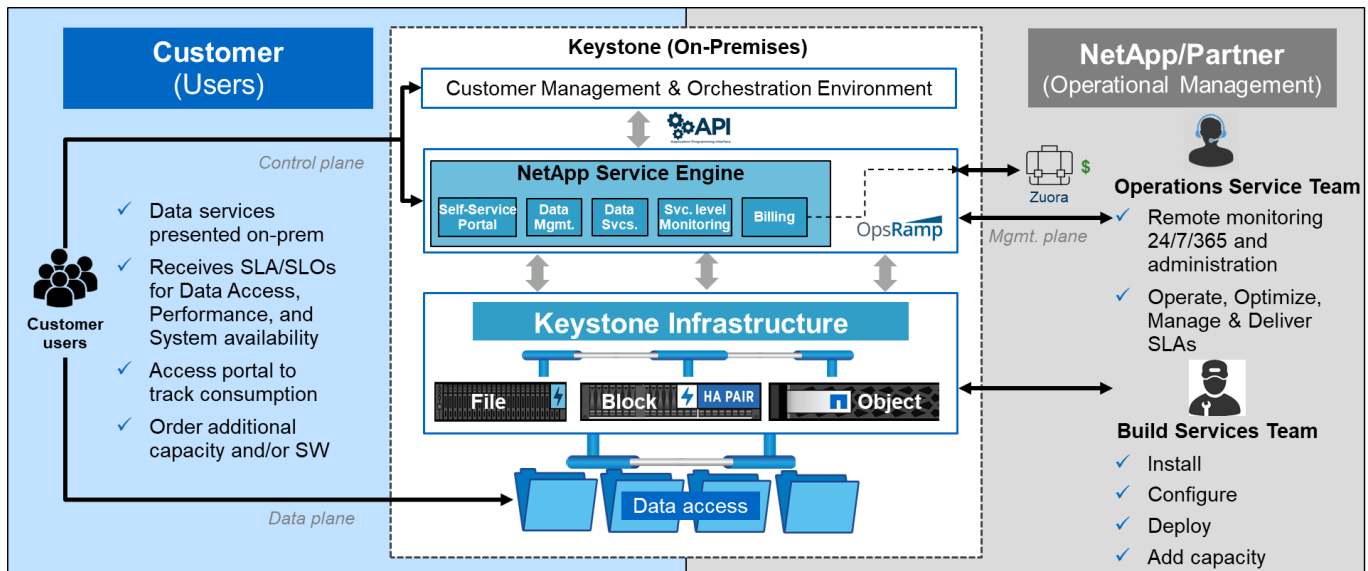 Customer
(Users)
Control plane
Data services
presented on-prem
Receives SLA/SLOs
for Data Access,
Performance, and
System availability
Access portal to
track consumption
Order additional
capacity and/or SW
Customer
users
Data plane
Keystone (On-Premises)
Customer Management & Orchestration Environment
API
Application Programming Interface
NetApp Service Engine
Self-Service
Portal
Data
Mgmt.
Data
Svcs.
Svc. level
Monitoring
Billing
OpsRamp
Keystone Infrastructure
File
Block
HA PAIR
Object
Data access
NetApp/Partner
(Operational Management)
$
Zuora
Mgmt. plane
Operations Service Team
Remote monitoring
24/7/365 and
administration
Operate, Optimize,
Manage & Deliver
SLAs
Build Services Team
Install
Configure
Deploy
Add capacity